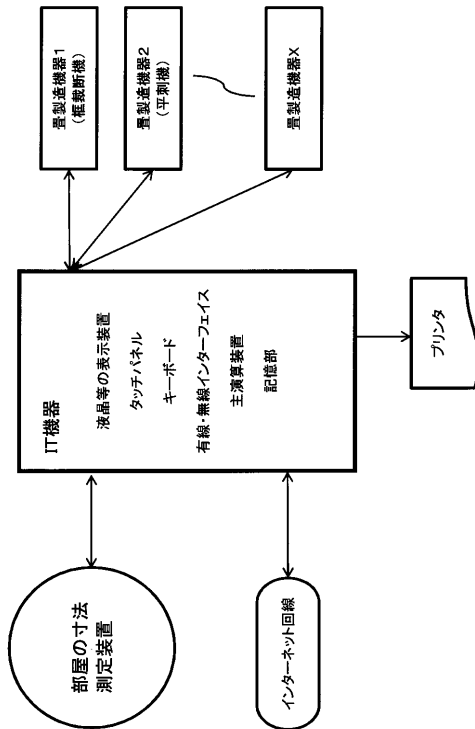 部屋の寸法
測定装置
インターネット回線
IT機器
液晶等の表示装置
タッチパネル
キーボード
有線・無線インターフェイス
主演算装置
記憶部
畳製造機器1
(框裁断機)
畳製造機器2
(平刺機)
畳製造機器X
プリンタ